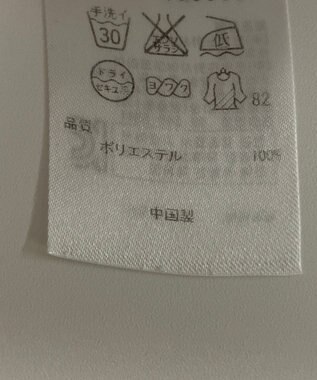 手洗イ
30
エンソ
サラシ
低
ドライ
セキユ系
ヨワク
82
品質
ポリエステル 100%
中国製